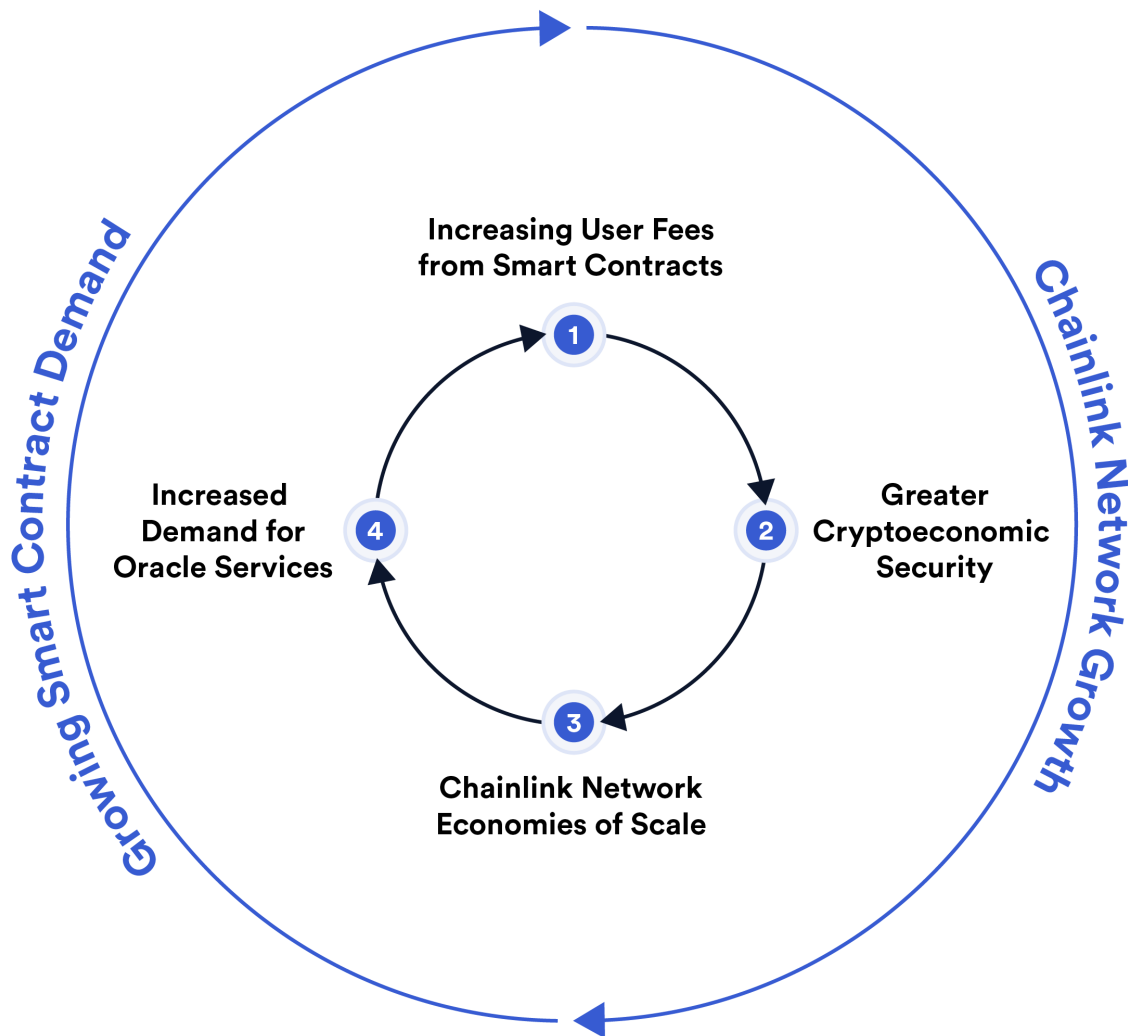 Growing Smart Contract Demand
Chainlink Network Growth
Increasing User Fees
from Smart Contracts
1
Increased
Demand for
Oracle Services
4
2
Greater
Cryptoeconomic
Security
3
Chainlink Network
Economies of Scale